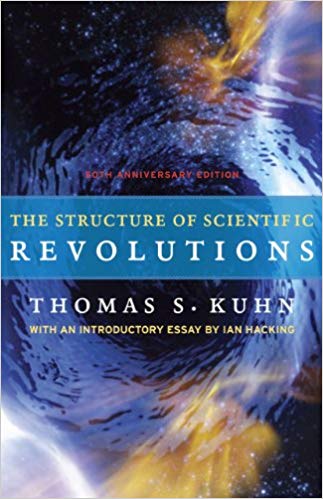 50TH ANNIVERSARY EDITION
THE STRUCTURE OF SCIENTIFIC
REVOLUTIONS
THOMAS S. KUHN
WITH AN INTRODUCTORY ESSAY BY IAN HACKING